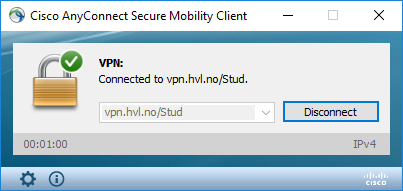 Cisco AnyConnect Secure Mobility Client
VPN:
Connected to vpn.hvl.no/Stud.
vpn.hvl.no/Stud
Disconnect
00:01:00
IPv4
cisco